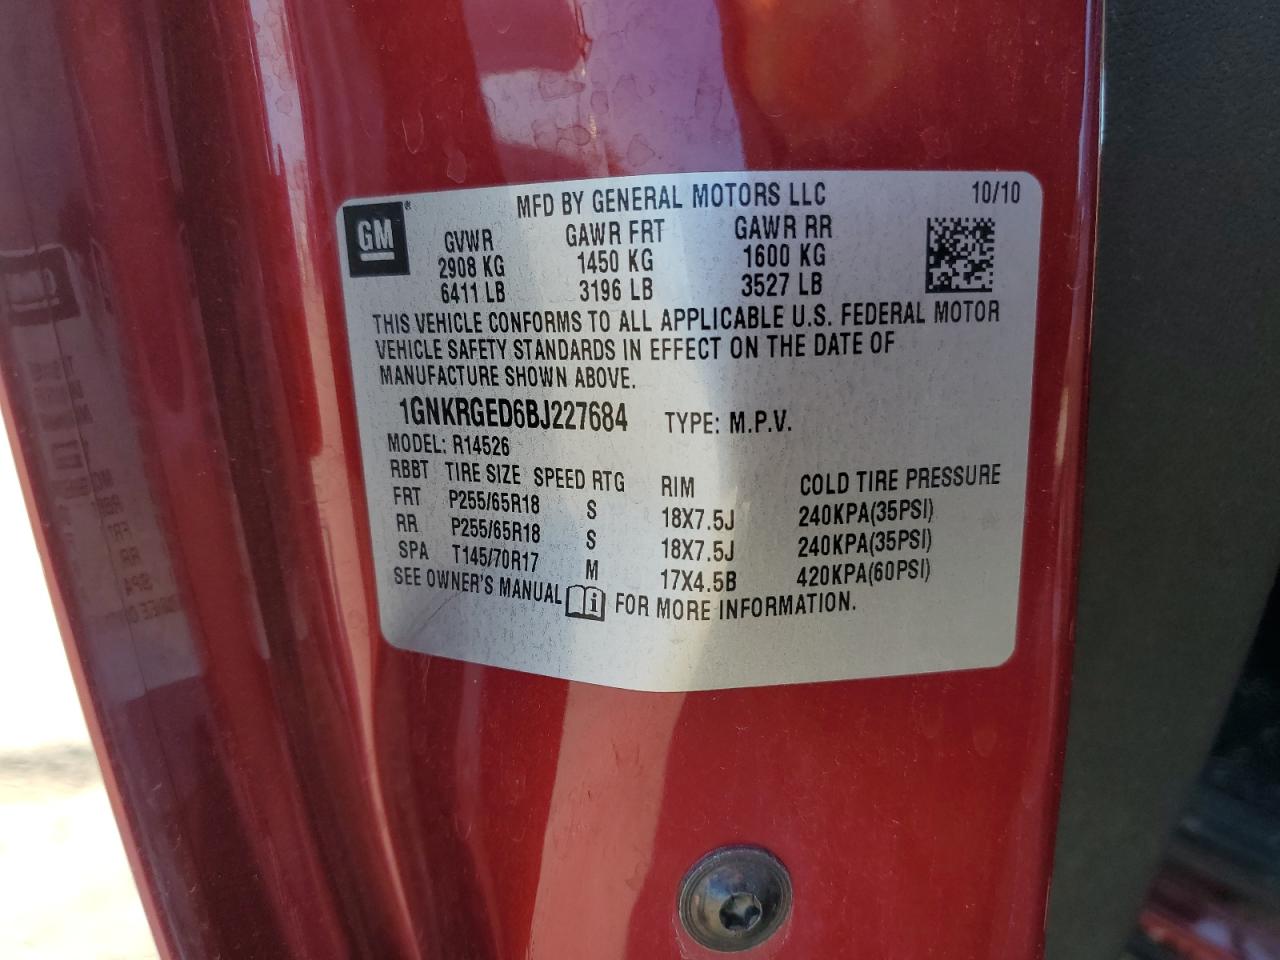 MFD BY GENERAL MOTORS LLC 10/10
GM®
GVWR GAWR FRT GAWR RR
2908 KG 1450 KG 1600 KG
6411 LB 3196 LB 3527 LB
THIS VEHICLE CONFORMS TO ALL APPLICABLE U.S. FEDERAL MOTOR
VEHICLE SAFETY STANDARDS IN EFFECT ON THE DATE OF
MANUFACTURE SHOWN ABOVE.
1GNKRGED6BJ227684 TYPE: M.P.V.
MODEL: R14526
RBBT TIRE SIZE SPEED RTG RIM COLD TIRE PRESSURE
FRT P255/65R18 S 18X7.5J 240KPA(35PSI)
RR P255/65R18 S 18X7.5J 240KPA(35PSI)
SPA T145/70R17 M 17X4.5B 420KPA(60PSI)
SEE OWNER'S MANUAL i FOR MORE INFORMATION.